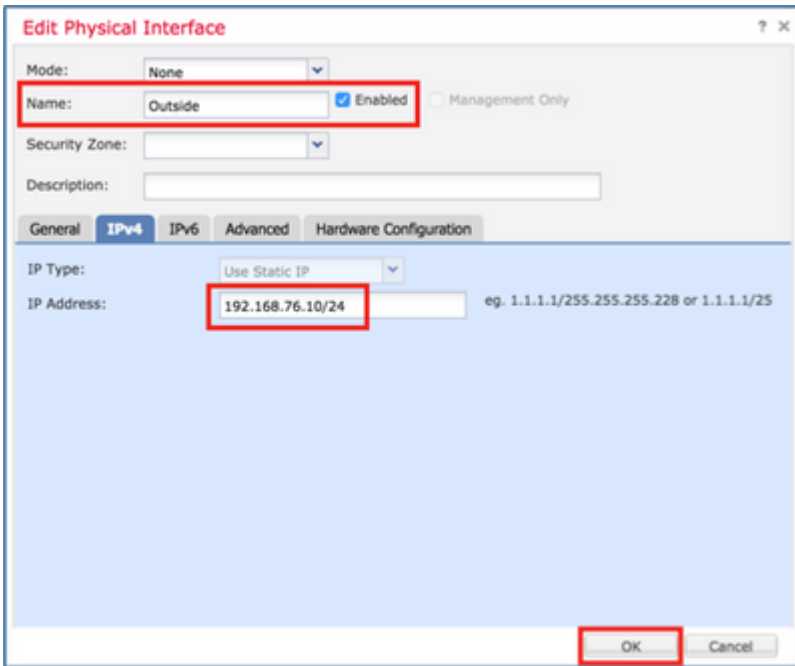 Edit Physical Interface ? ×
Mode: None
Name: Outside Enabled Management Only
Security Zone:
Description:
General IPv4 IPv6 Advanced Hardware Configuration
IP Type: Use Static IP
IP Address: 192.168.76.10/24 eg. 1.1.1.1/255.255.255.228 or 1.1.1.1/25
OK Cancel